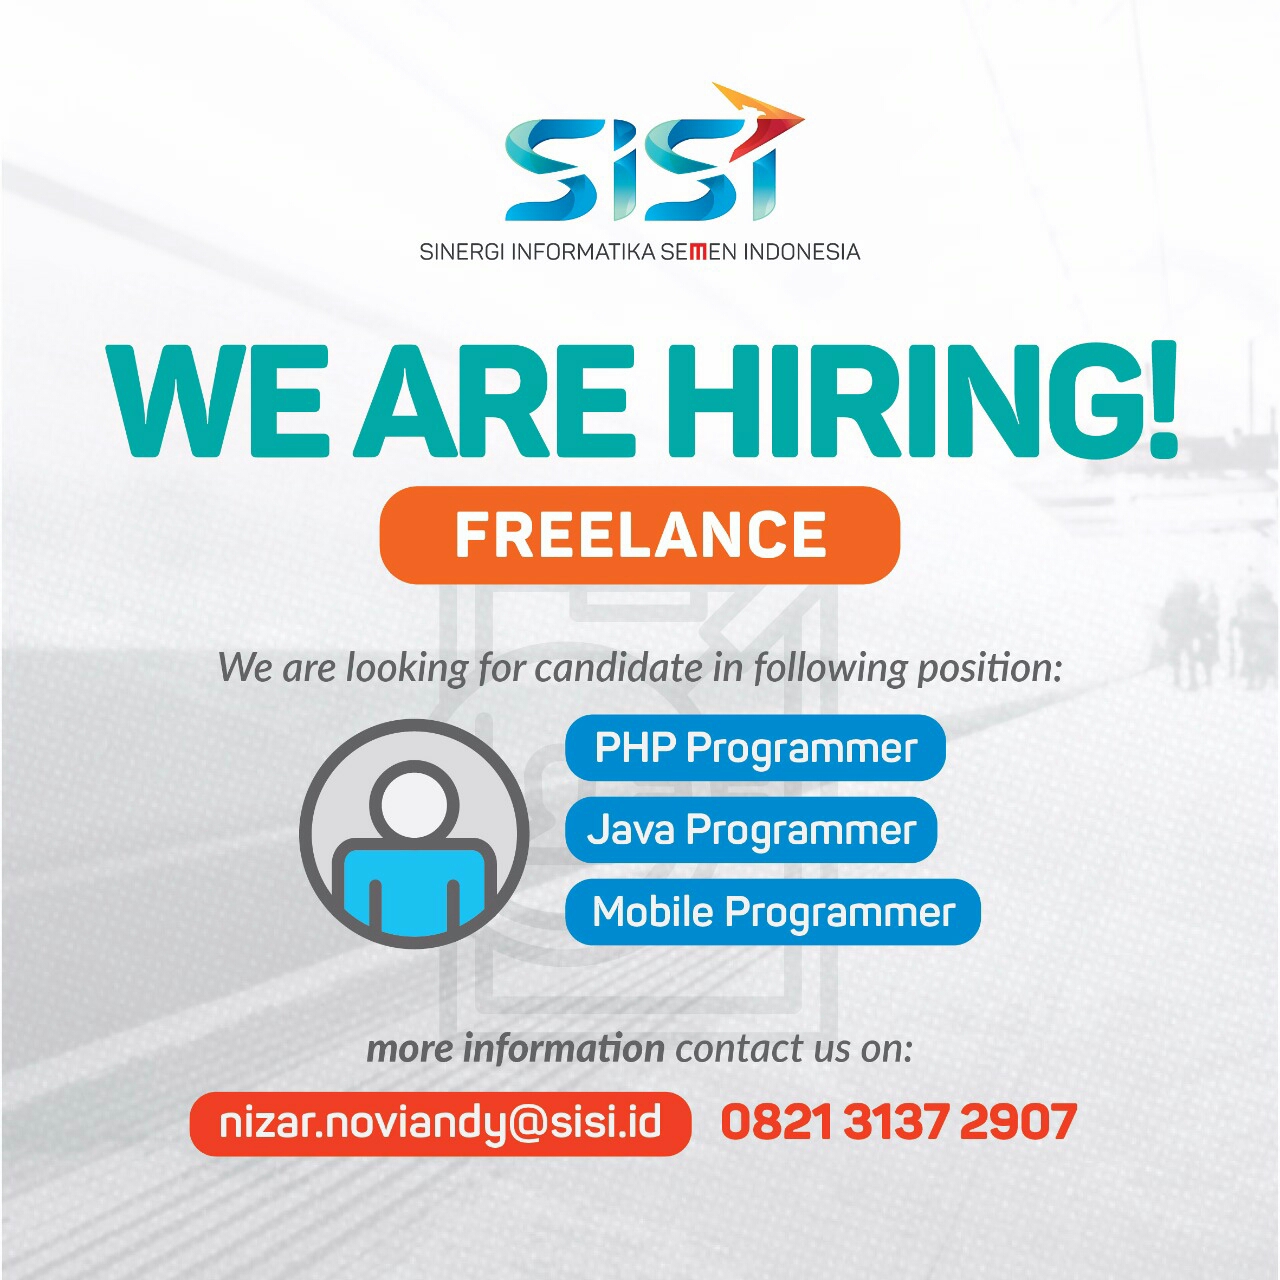 SISI
SINERGI INFORMATIKA SEMEN INDONESIA
WE ARE HIRING!
FREELANCE
We are looking for candidate in following position:
PHP Programmer
Java Programmer
Mobile Programmer
more information contact us on:
nizar.noviandy@sisi.id 0821 3137 2907